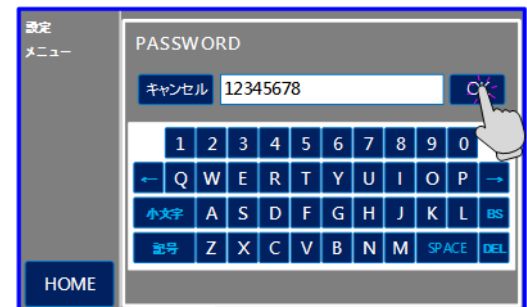 設定
メニュー
PASSWORD
キャンセル 12345678 OK
1 2 3 4 5 6 7 8 9 0
← Q W E R T Y U I O P →
小文字 A S D F G H J K L BS
記号 Z X C V B N M SPACE DEL
HOME